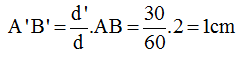 A'B' = d'/d .AB = 30/60 .2 = 1cm